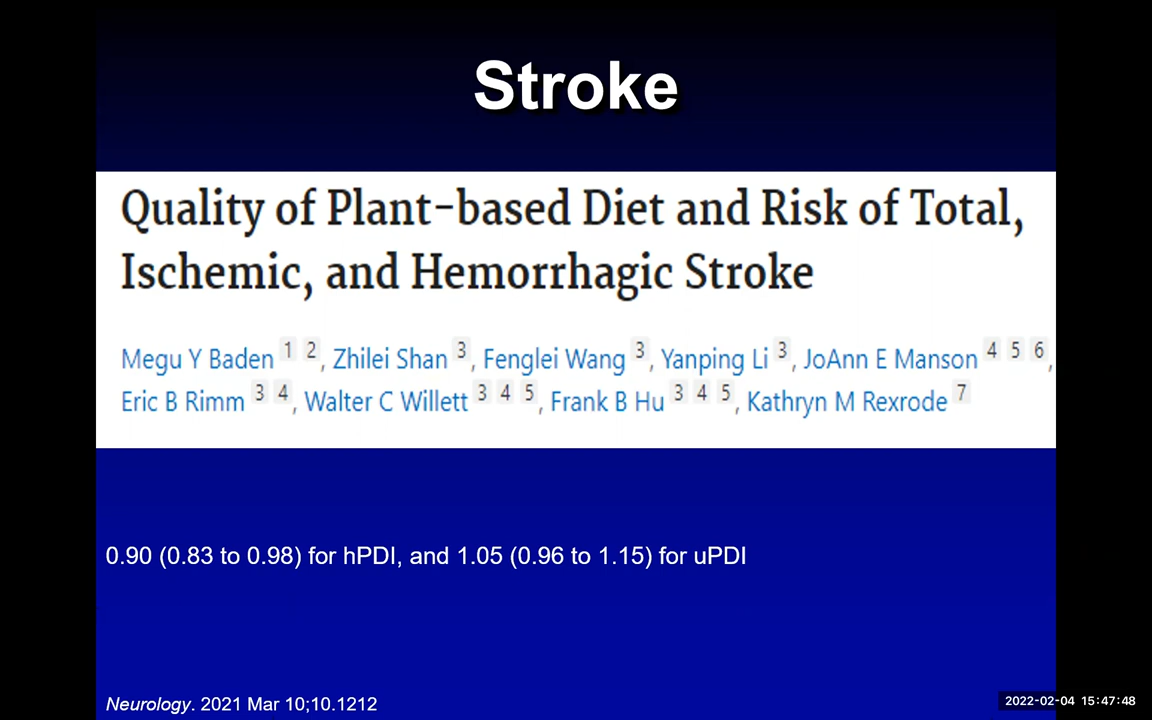 Stroke
Quality of Plant-based Diet and Risk of Total,
Ischemic, and Hemorrhagic Stroke
Megu Y Baden 1 2, Zhilei Shan 3, Fenglei Wang 3, Yanping Li 3, JoAnn E Manson 4 5 6,
Eric B Rimm 3 4, Walter C Willett 3 4 5, Frank B Hu 3 4 5, Kathryn M Rexrode 7
0.90 (0.83 to 0.98) for hPDI, and 1.05 (0.96 to 1.15) for uPDI
Neurology. 2021 Mar 10;10.1212
2022-02-04 15:47:48